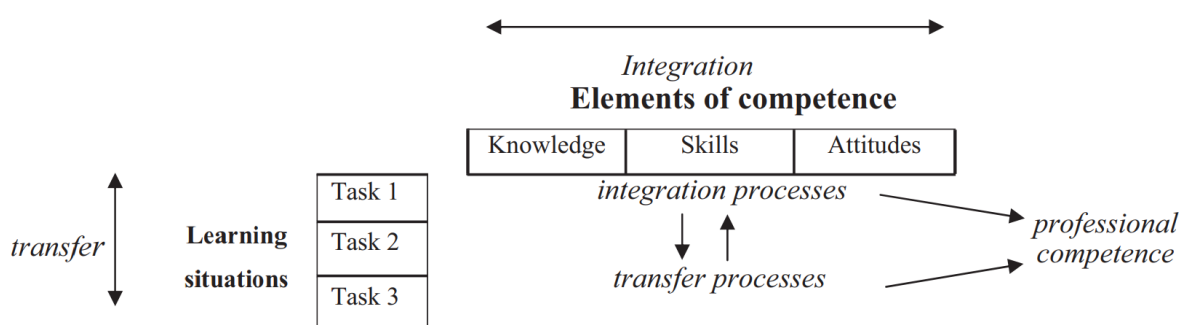 Integration
Elements of competence
Knowledge
Skills
Attitudes
Task 1
integration processes
professional
competence
transfer
Learning
situations
Task 2
transfer processes
Task 3